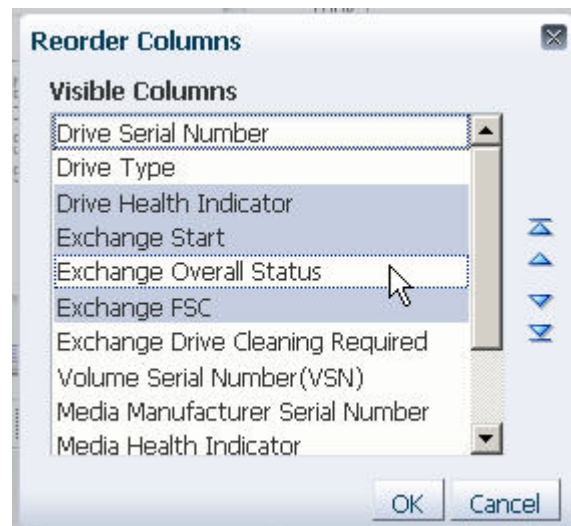 Reorder Columns
Visible Columns
Drive Serial Number
Drive Type
Drive Health Indicator
Exchange Start
Exchange Overall Status
Exchange FSC
Exchange Drive Cleaning Required
Volume Serial Number(VSN)
Media Manufacturer Serial Number
Media Health Indicator
OK Cancel